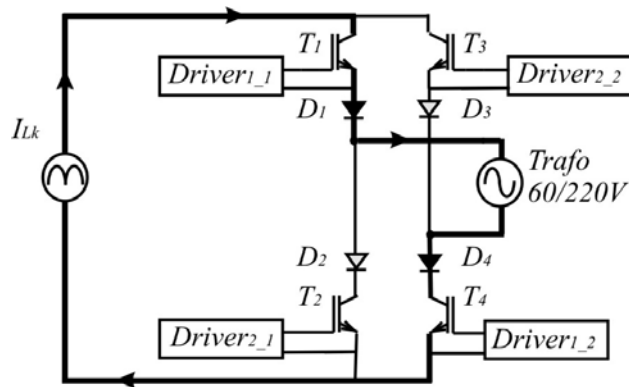 T1
T3
Driver1_1
Driver2_2
D1
D3
ILk
Trafo
60/220V
D2
D4
T2
T4
Driver2_1
Driver1_2